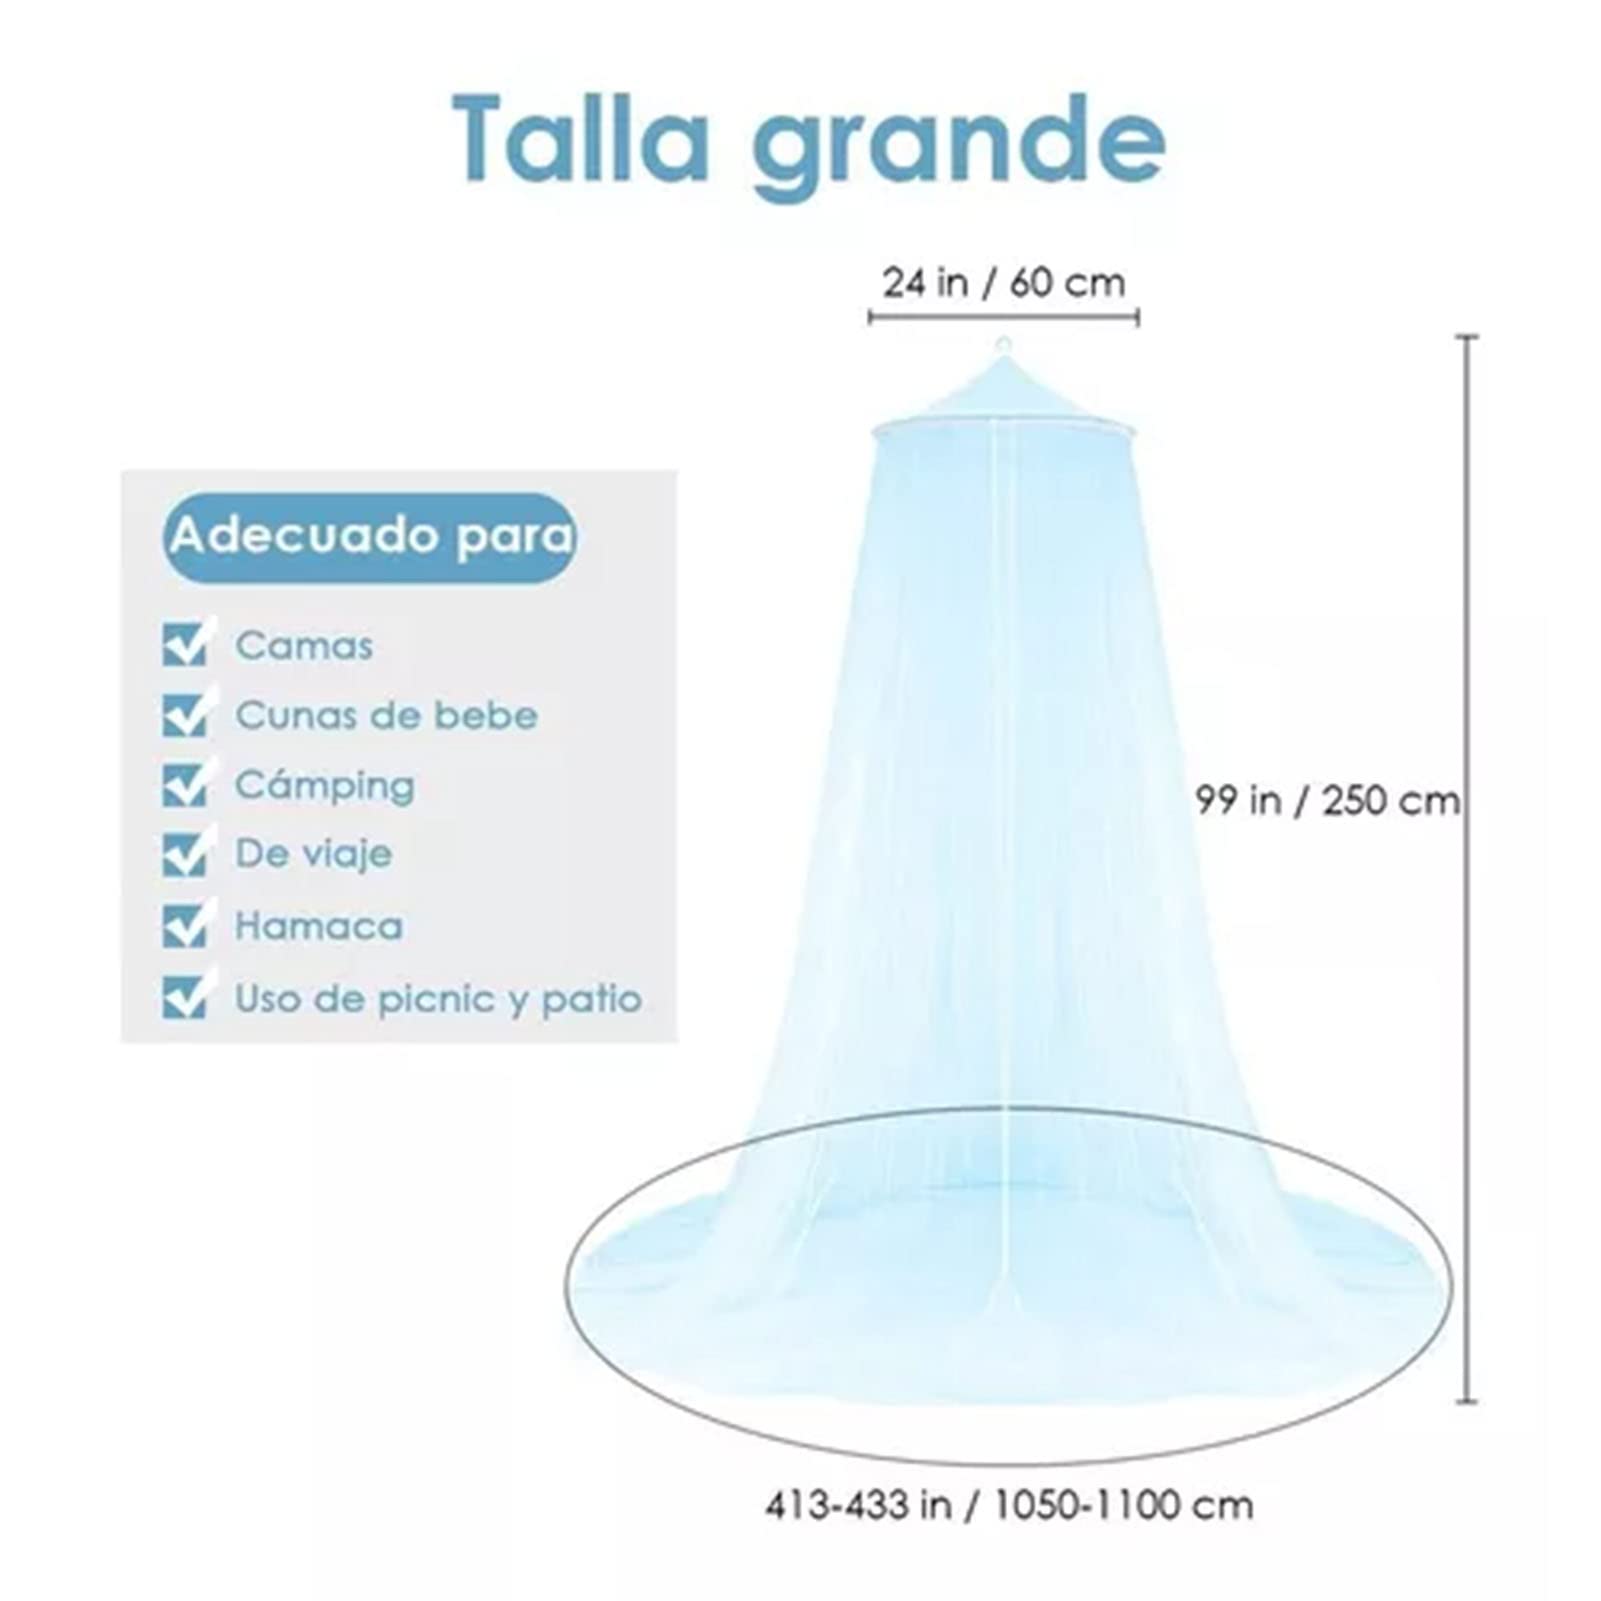 Talla grande
24 in / 60 cm
Adecuado para
Camas
Cunas de bebe
Cámping
De viaje
Hamaca
Uso de picnic y patio
99 in / 250 cm
413-433 in / 1050-1100 cm